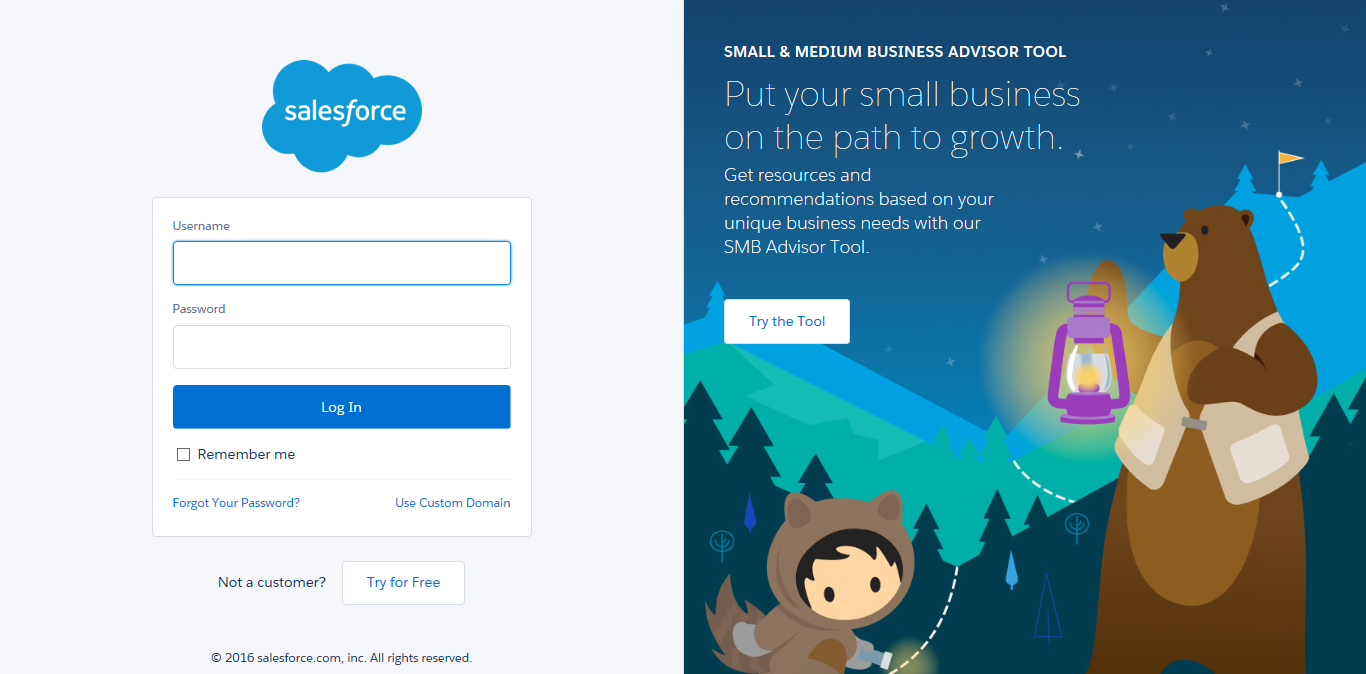 salesforce
Username
Password
Log In
Remember me
Forgot Your Password?
Use Custom Domain
Not a customer?
Try for Free
© 2016 salesforce.com, inc. All rights reserved.
SMALL & MEDIUM BUSINESS ADVISOR TOOL
Put your small business
on the path to growth.
Get resources and
recommendations based on your
unique business needs with our
SMB Advisor Tool.
Try the Tool